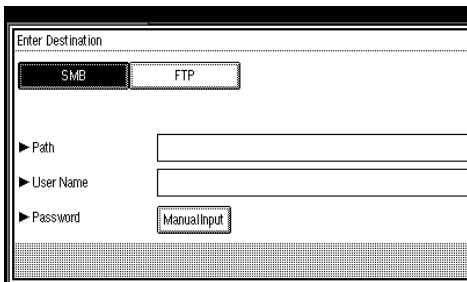 Enter Destination
SMB
FTP
► Path
► User Name
► Password
ManualInput